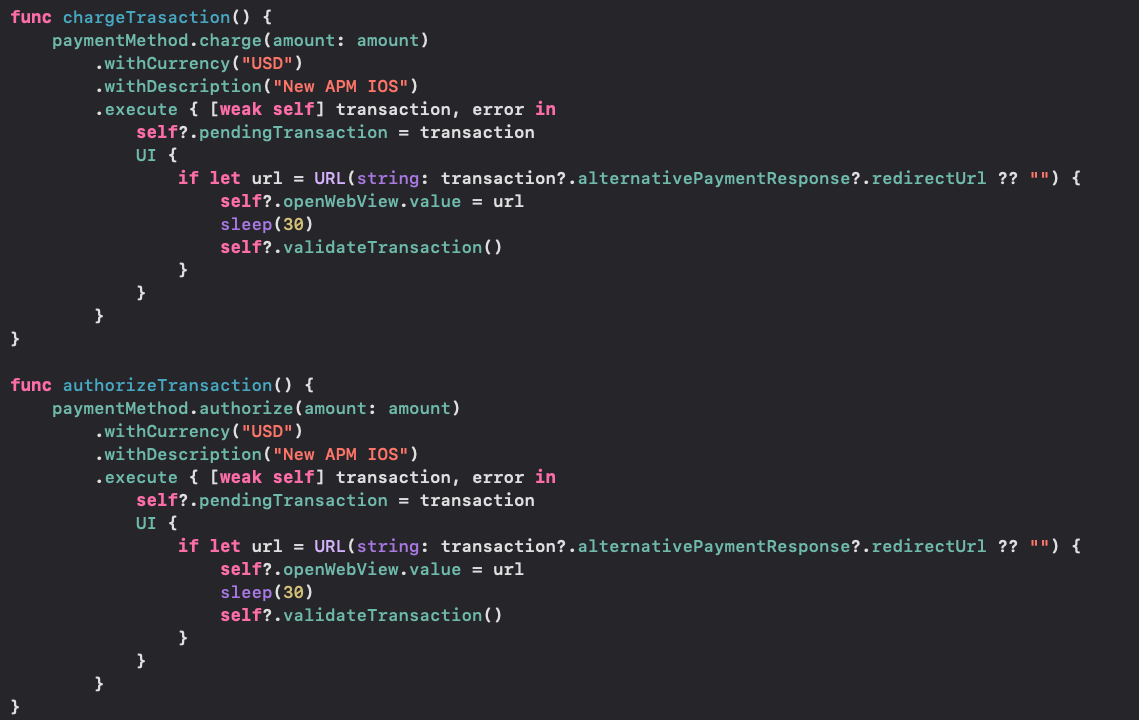 func chargeTrasaction() {
    paymentMethod.charge(amount: amount)
        .withCurrency("USD")
        .withDescription("New APM IOS")
        .execute { [weak self] transaction, error in
            self?.pendingTransaction = transaction
            UI {
                if let url = URL(string: transaction?.alternativePaymentResponse?.redirectUrl ?? "") {
                    self?.openWebView.value = url
                    sleep(30)
                    self?.validateTransaction()
                }
            }
        }
}

func authorizeTransaction() {
    paymentMethod.authorize(amount: amount)
        .withCurrency("USD")
        .withDescription("New APM IOS")
        .execute { [weak self] transaction, error in
            self?.pendingTransaction = transaction
            UI {
                if let url = URL(string: transaction?.alternativePaymentResponse?.redirectUrl ?? "") {
                    self?.openWebView.value = url
                    sleep(30)
                    self?.validateTransaction()
                }
            }
        }
}